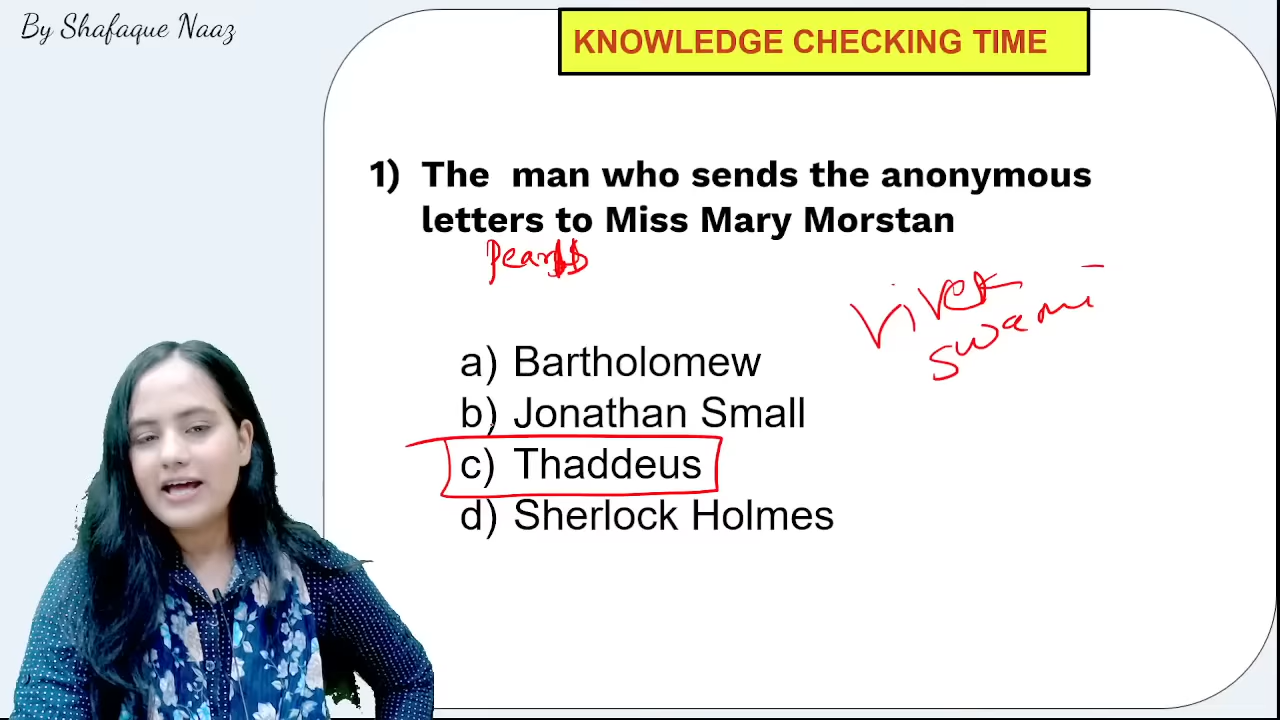 By Shafaque Naaz
KNOWLEDGE CHECKING TIME
1) The man who sends the anonymous
letters to Miss Mary Morstan
Pearls
Vivek
Swami
a) Bartholomew
b) Jonathan Small
c) Thaddeus
d) Sherlock Holmes